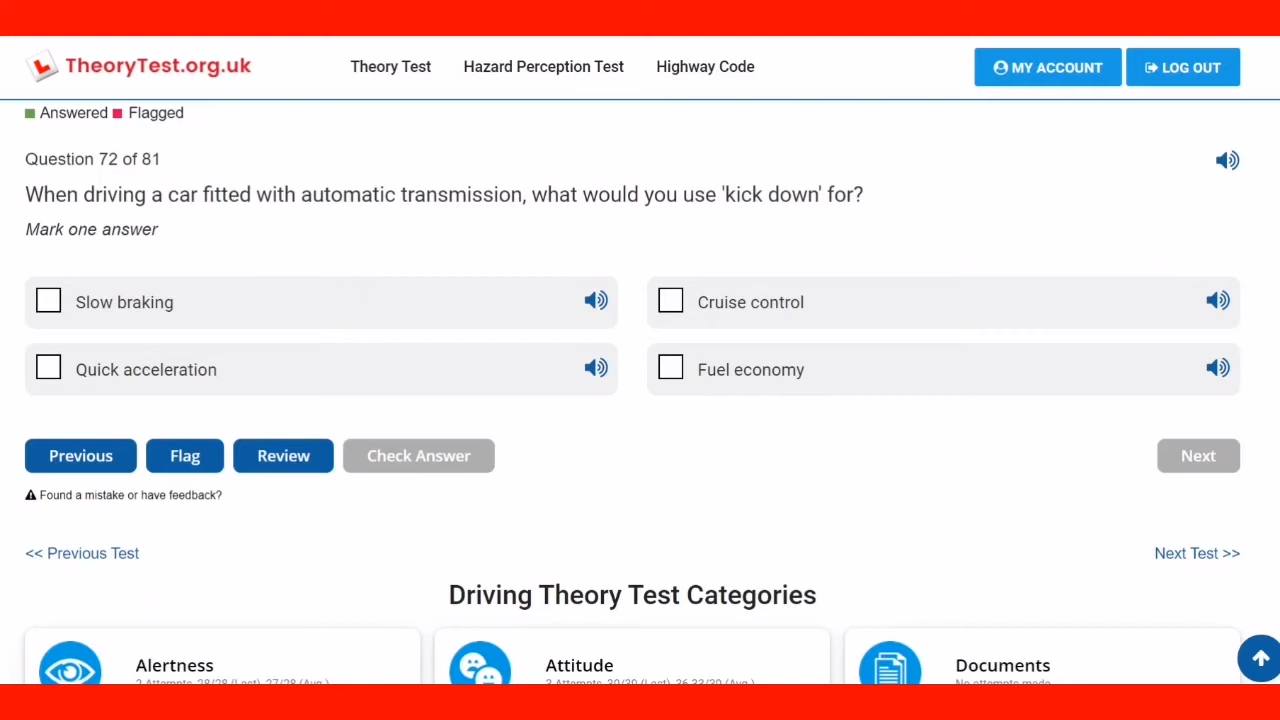 TheoryTest.org.uk
Theory Test Hazard Perception Test Highway Code
MY ACCOUNT LOG OUT
Answered Flagged
Question 72 of 81
When driving a car fitted with automatic transmission, what would you use 'kick down' for?
Mark one answer
Slow braking Cruise control
Quick acceleration Fuel economy
Previous Flag Review Check Answer Next
Found a mistake or have feedback?
<< Previous Test Next Test >>
Driving Theory Test Categories
Alertness Attitude Documents